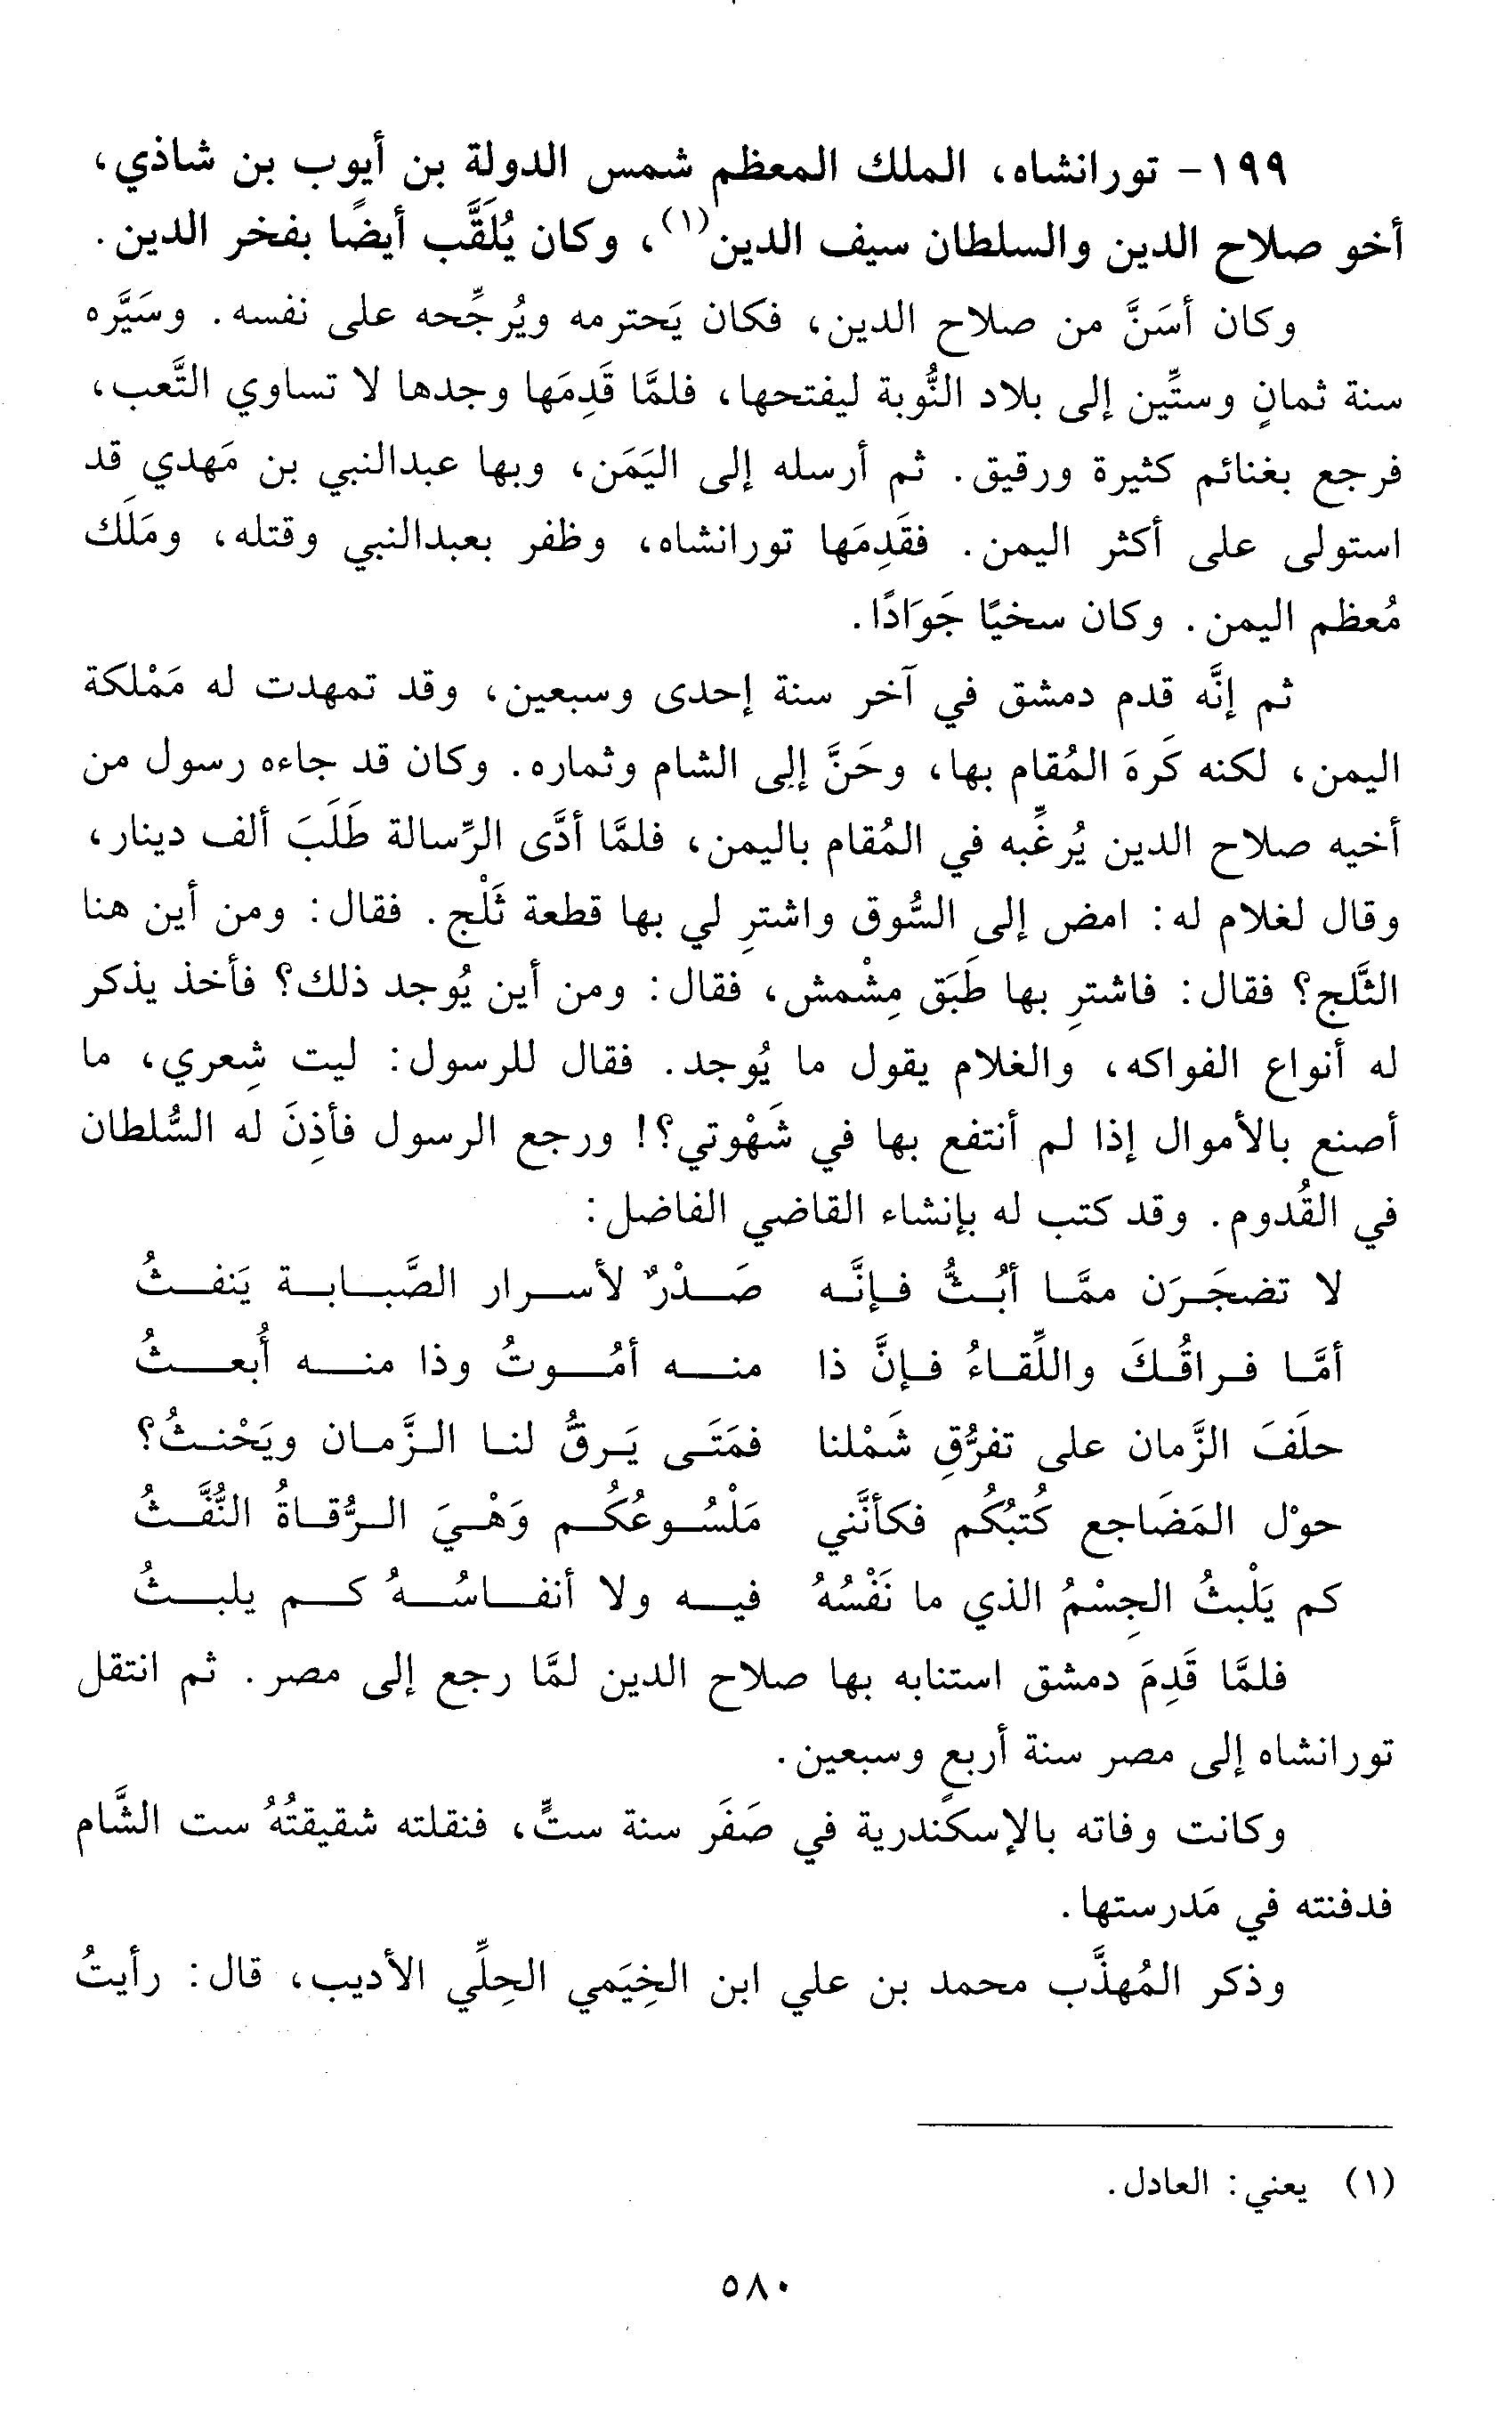 ١٩٩- تورانشاه، الملك المعظم شمس الدولة بن أيوب بن شاذي،
أخو صلاح الدين والسلطان سيف الدين(١)، وكان يُلَقَّب أيضًا بفخر الدين.
وكان أسَنَّ من صلاح الدين، فكان يَحترمه ويُرجِّحه على نفسه. وسَيَّره
سنة ثمانٍ وستِّين إلى بلاد النُّوبة ليفتحها، فلمَّا قَدِمَها وجدها لا تساوي التَّعب،
فرجع بغنائم كثيرة ورقيق. ثم أرسله إلى اليَمَن، وبها عبدالنبي بن مَهدي قد
استولى على أكثر اليمن. فقَدِمَها تورانشاه، وظفر بعبدالنبي وقتله، ومَلَك
مُعظم اليمن. وكان سخيًا جَوَادًا.
ثم إنَّه قدم دمشق في آخر سنة إحدى وسبعين، وقد تمهدت له مَمْلكة
اليمن، لكنه كَرهَ المُقام بها، وحَنَّ إلى الشام وثماره. وكان قد جاءه رسول من
أخيه صلاح الدين يُرغِّبه في المُقام باليمن، فلمَّا أدَّى الرِّسالة طَلَبَ ألف دينار،
وقال لغلام له: امض إلى السُّوق واشترِ لي بها قطعة ثَلْج. فقال: ومن أين هنا
الثَّلج؟ فقال: فاشترِ بها طَبَق مِشْمش، فقال: ومن أين يُوجد ذلك؟ فأخذ يذكر
له أنواع الفواكه، والغلام يقول ما يُوجد. فقال للرسول: ليت شِعري، ما
أصنع بالأموال إذا لم أنتفع بها في شَهْوتي؟! ورجع الرسول فأذِنَ له السُّلطان
في القُدوم. وقد كتب له بإنشاء القاضي الفاضل:
لا تضجَرَن ممَّا أبُثُّ فإنَّه صَدْرٌ لأسرار الصَّبابة يَنفثُ
أمَّا فراقُكَ واللِّقاءُ فإنَّ ذا منه أمُوتُ وذا منه أُبعثُ
حلَفَ الزَّمان على تفرُّقِ شَمْلنا فمَتَى يَرقُّ لنا الزَّمان ويَحْنثُ؟
حوْل المَضَاجع كُتبُكُم فكأنَّني مَلْسُوعُكُم وَهْيَ الرُّقاةُ النُّفَّثُ
كم يَلْبثُ الجِسْمُ الذي ما نَفْسُهُ فيه ولا أنفاسُهُ كم يلبثُ
فلمَّا قَدِمَ دمشق استنابه بها صلاح الدين لمَّا رجع إلى مصر. ثم انتقل
تورانشاه إلى مصر سنة أربعٍ وسبعين.
وكانت وفاته بالإسكندرية في صَفَر سنة ستٍّ، فنقلته شقيقتُهُ ست الشَّام
فدفنته في مَدرستها.
وذكر المُهذَّب محمد بن علي ابن الخِيَمي الحِلِّي الأديب، قال: رأيتُ
(١) يعني: العادل.
٥٨٠